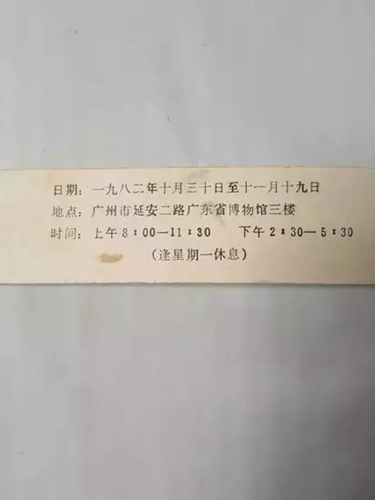 日期：一九八二年十月三十日至十一月十九日
地点：广州市延安二路广东省博物馆三楼
时间：上午8：00—11：30　下午2：30—5：30
（逢星期一休息）